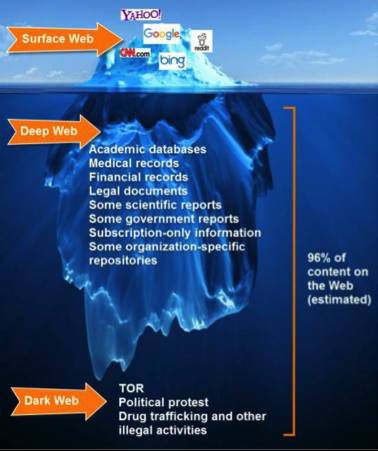 YAHOO!
Surface Web
Google
reddit
CNN.com
bing
Deep Web
Academic databases
Medical records
Financial records
Legal documents
Some scientific reports
Some government reports
Subscription-only information
Some organization-specific
repositories
96% of
content on
the Web
(estimated)
Dark Web
TOR
Political protest
Drug trafficking and other
illegal activities